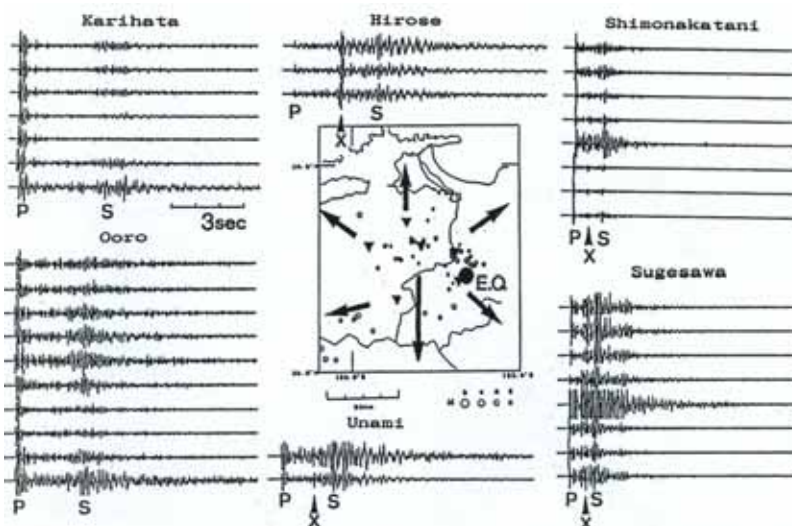 Karihata
Hirose
Shimonakatani
P
S
X
P
S
3sec
P
S
X
E.Q.
Ooro
Sugesawa
Unami
P
S
P
S
X
P
S
X